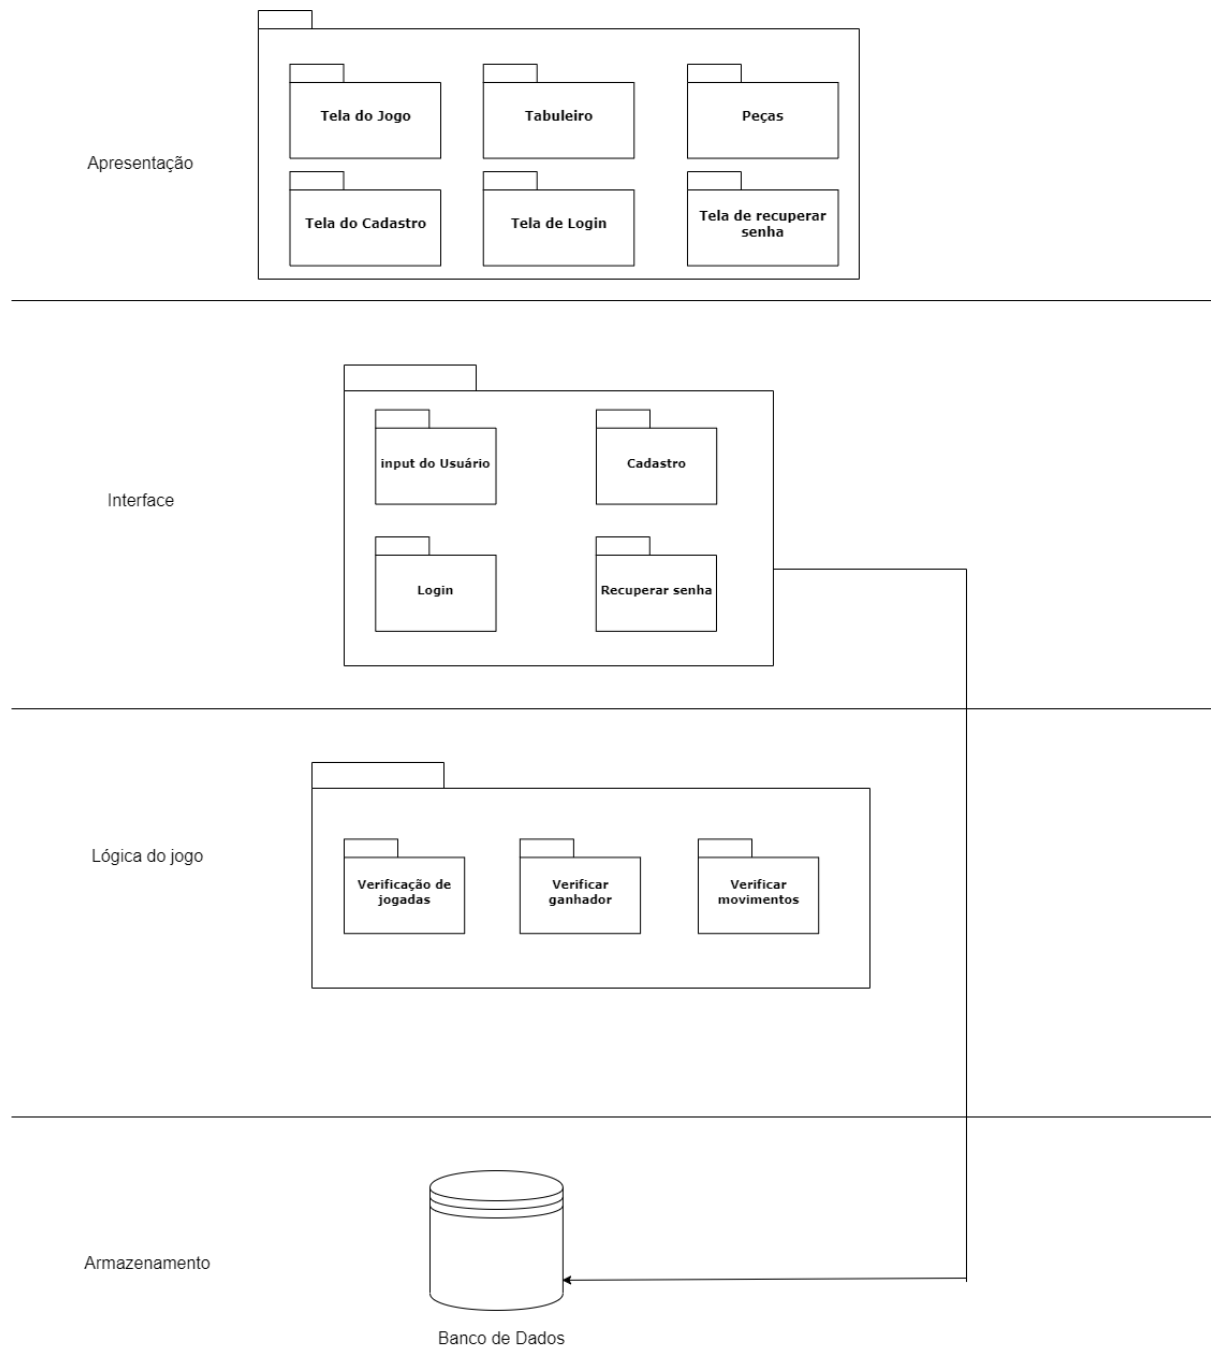 Tela do Jogo
Tabuleiro
Peças
Apresentação
Tela do Cadastro
Tela de Login
Tela de recuperar
senha
input do Usuário
Cadastro
Interface
Login
Recuperar senha
Lógica do jogo
Verificação de
jogadas
Verificar
ganhador
Verificar
movimentos
Armazenamento
Banco de Dados